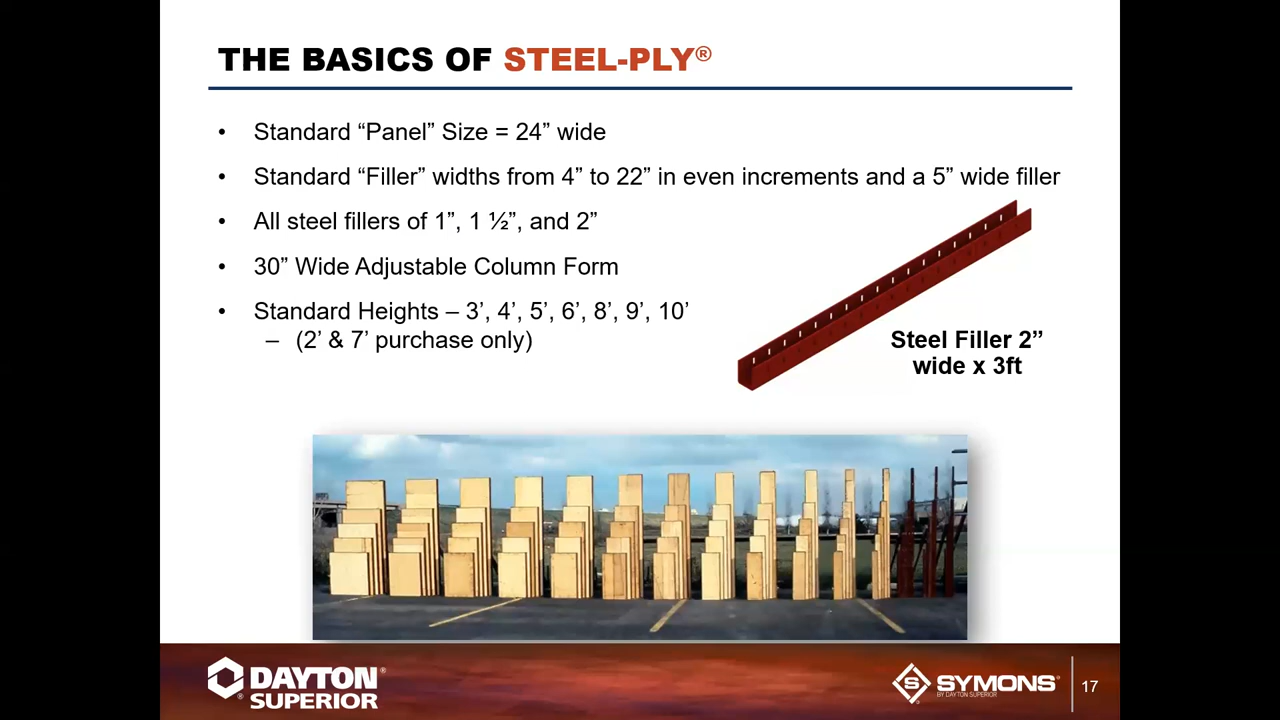 THE BASICS OF STEEL-PLY®
• Standard “Panel” Size = 24” wide
• Standard “Filler” widths from 4” to 22” in even increments and a 5” wide filler
• All steel fillers of 1”, 1 ½”, and 2”
• 30” Wide Adjustable Column Form
• Standard Heights – 3’, 4’, 5’, 6’, 8’, 9’, 10’
– (2’ & 7’ purchase only)
Steel Filler 2”
wide x 3ft
DAYTON®
SUPERIOR®
S SYMONS®
BY DAYTON SUPERIOR
17